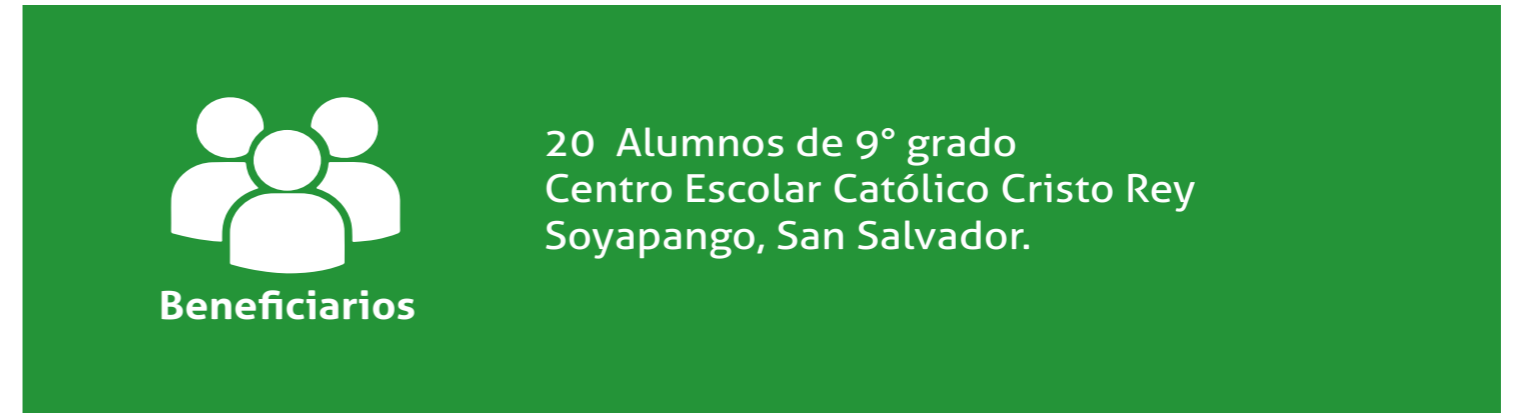 20 Alumnos de 9° grado
Centro Escolar Católico Cristo Rey
Soyapango, San Salvador.
Beneficiarios